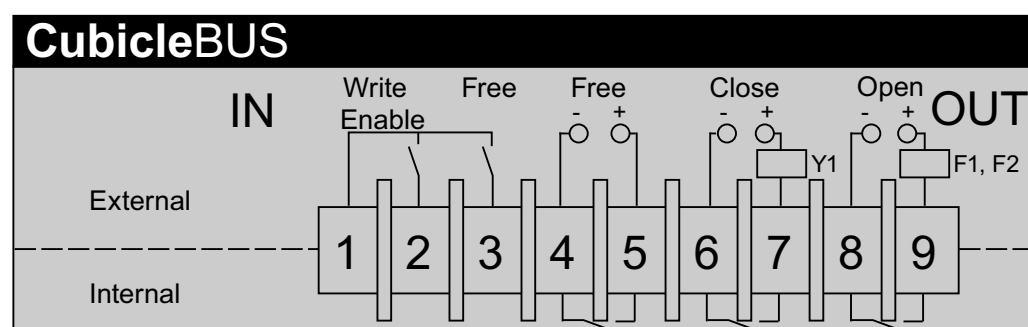 CubicleBUS
IN
Write Enable
Free
Free
Close
Open
OUT
- +
- +
- +
Y1
F1, F2
External
1 2 3 4 5 6 7 8 9
Internal